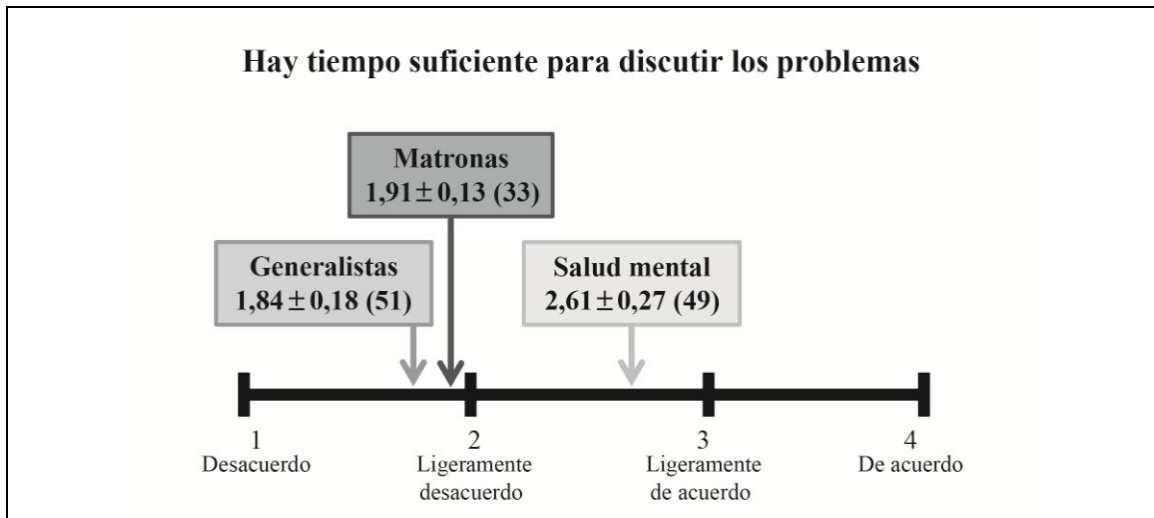 Hay tiempo suficiente para discutir los problemas
Matronas
1,91±0,13 (33)
Generalistas
1,84±0,18 (51)
Salud mental
2,61±0,27 (49)
1
Desacuerdo
2
Ligeramente
desacuerdo
3
Ligeramente
de acuerdo
4
De acuerdo